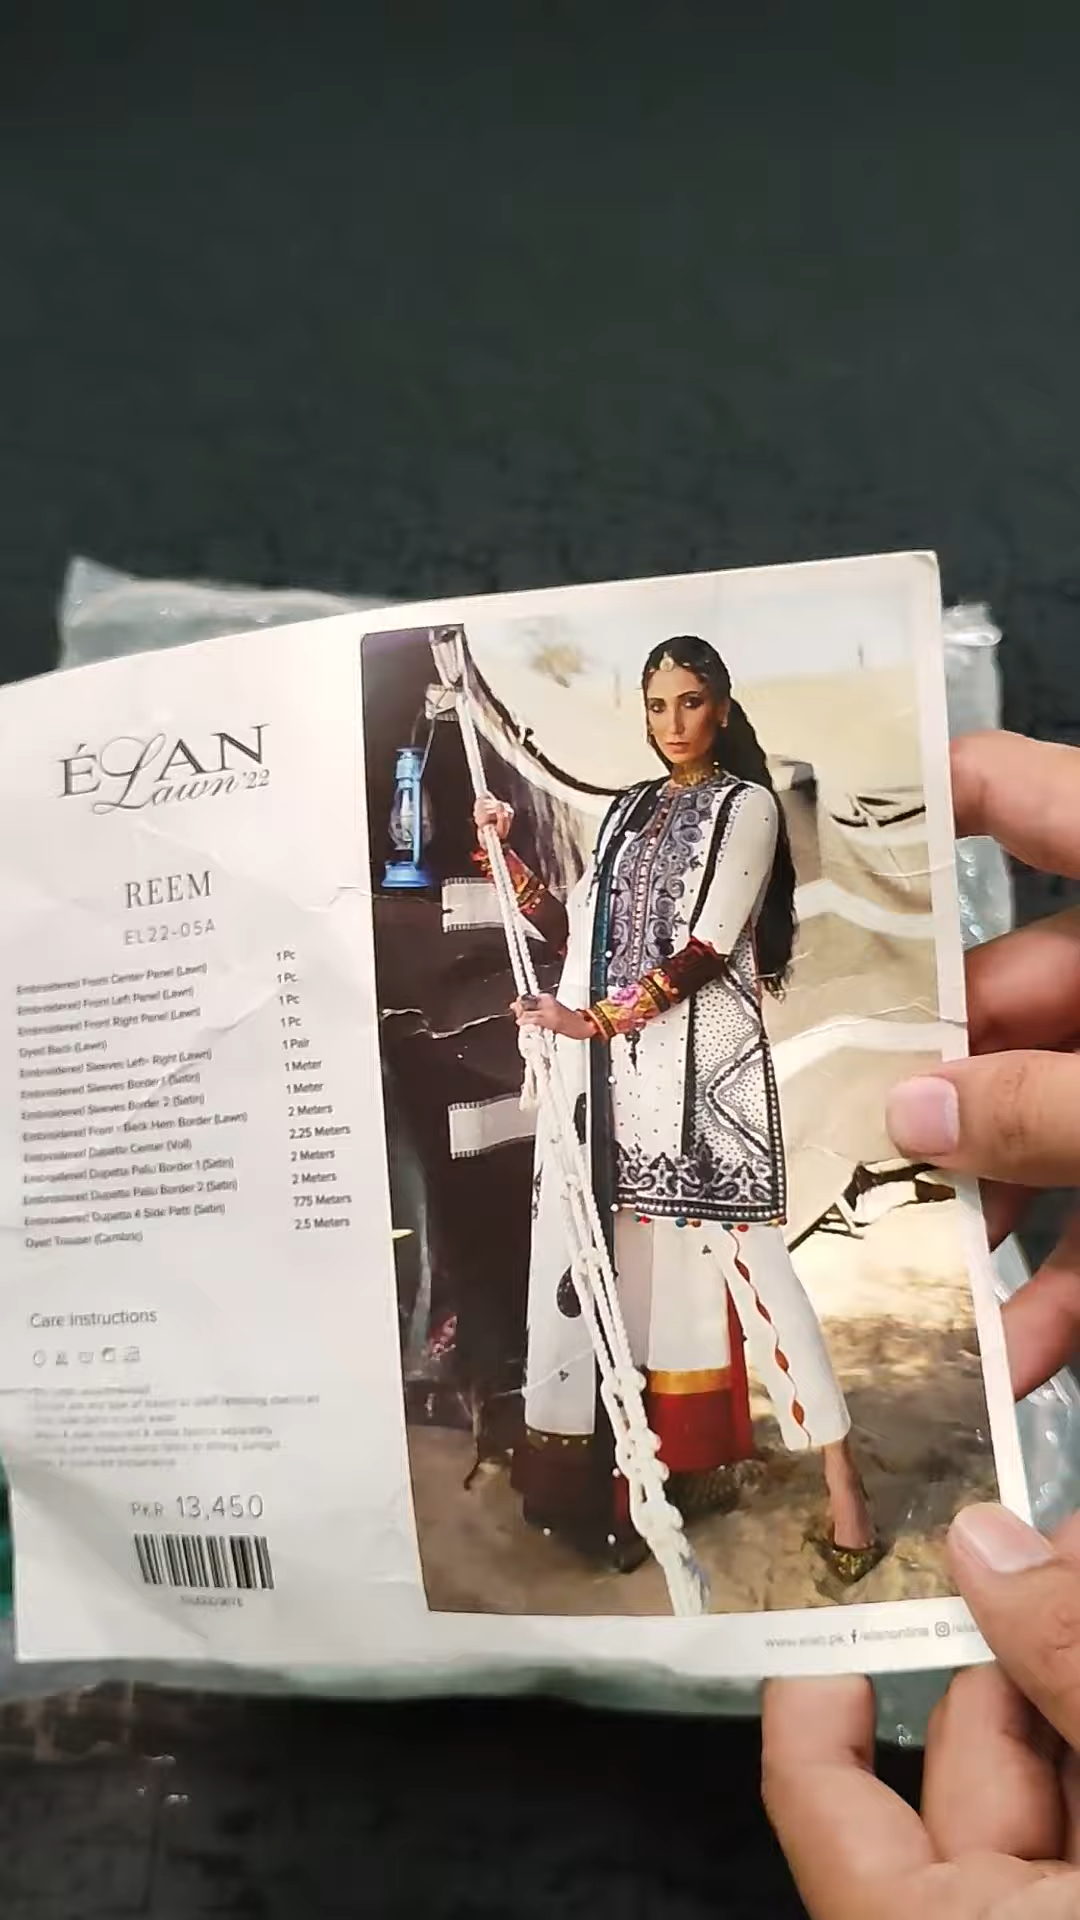 ÉLAN
Lawn'22
REEM
EL22-05A
Embroidered Front Center Panel (Lawn) 1 Pc
Embroidered Front Left Panel (Lawn) 1 Pc
Embroidered Front Right Panel (Lawn) 1 Pc
Dyed Back (Lawn) 1 Pc
Embroidered Sleeves Left- Right (Lawn) 1 Pair
Embroidered Sleeves Border 1 (Satin) 1 Meter
Embroidered Sleeves Border 2 (Satin) 1 Meter
Embroidered Front - Back Hem Border (Lawn) 2 Meters
Embroidered Dupatta Center (Voil) 2.25 Meters
Embroidered Dupatta Pallu Border 1 (Satin) 2 Meters
Embroidered Dupatta Pallu Border 2 (Satin) 2 Meters
Embroidered Dupatta 4 Side Patti (Satin) 7.75 Meters
Dyed Trouser (Cambric) 2.5 Meters
Care Instructions
PKR 13,450
www.elan.pk /elanonline